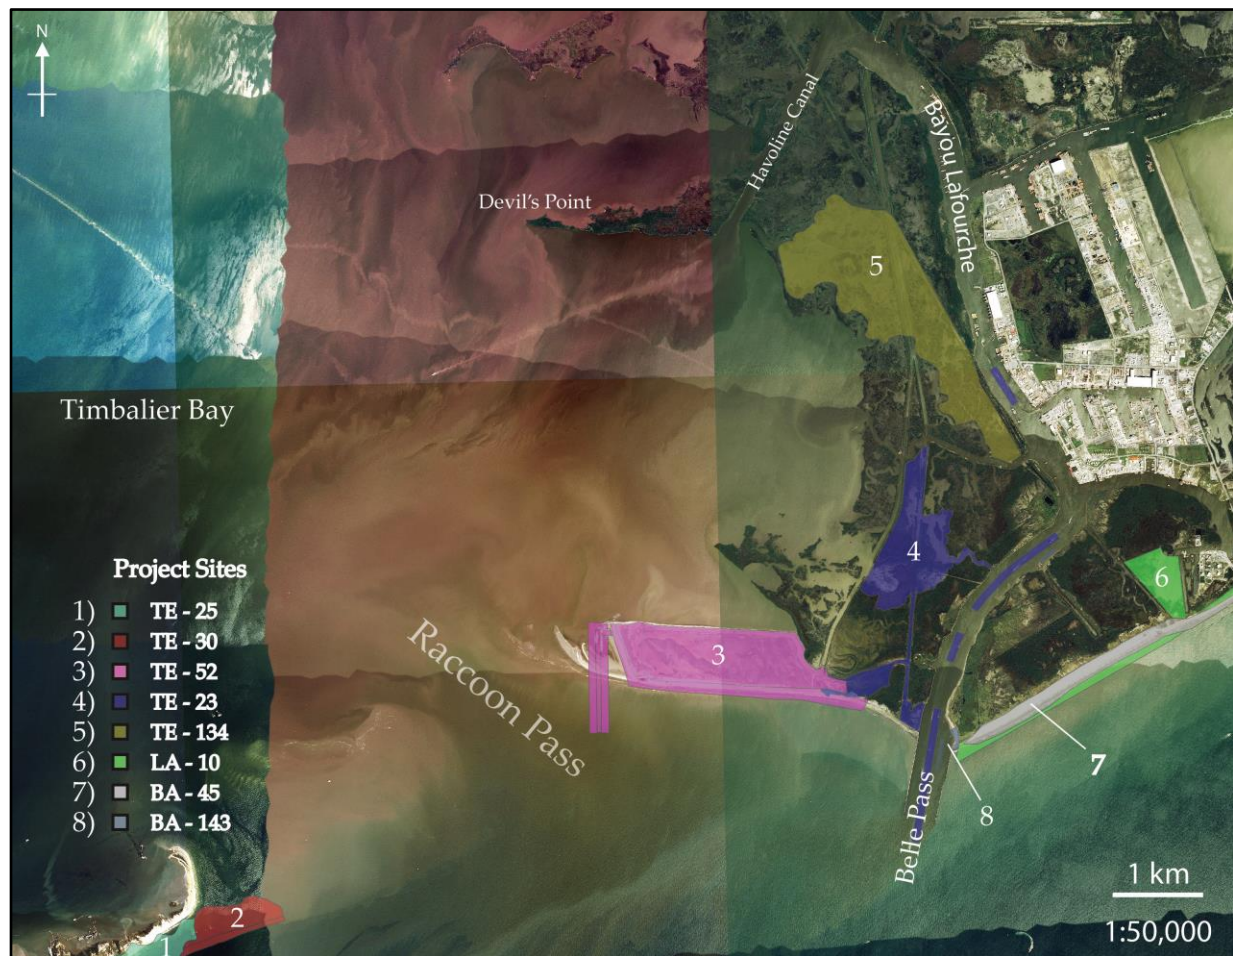 N
Havoline Canal
Bayou Lafourche
Devil's Point
5
Timbalier Bay
4
Project Sites
1) TE - 25
2) TE - 30
3) TE - 52
4) TE - 23
5) TE - 134
6) LA - 10
7) BA - 45
8) BA - 143
6
3
Raccoon Pass
7
8
Belle Pass
1 km
1:50,000
2
1